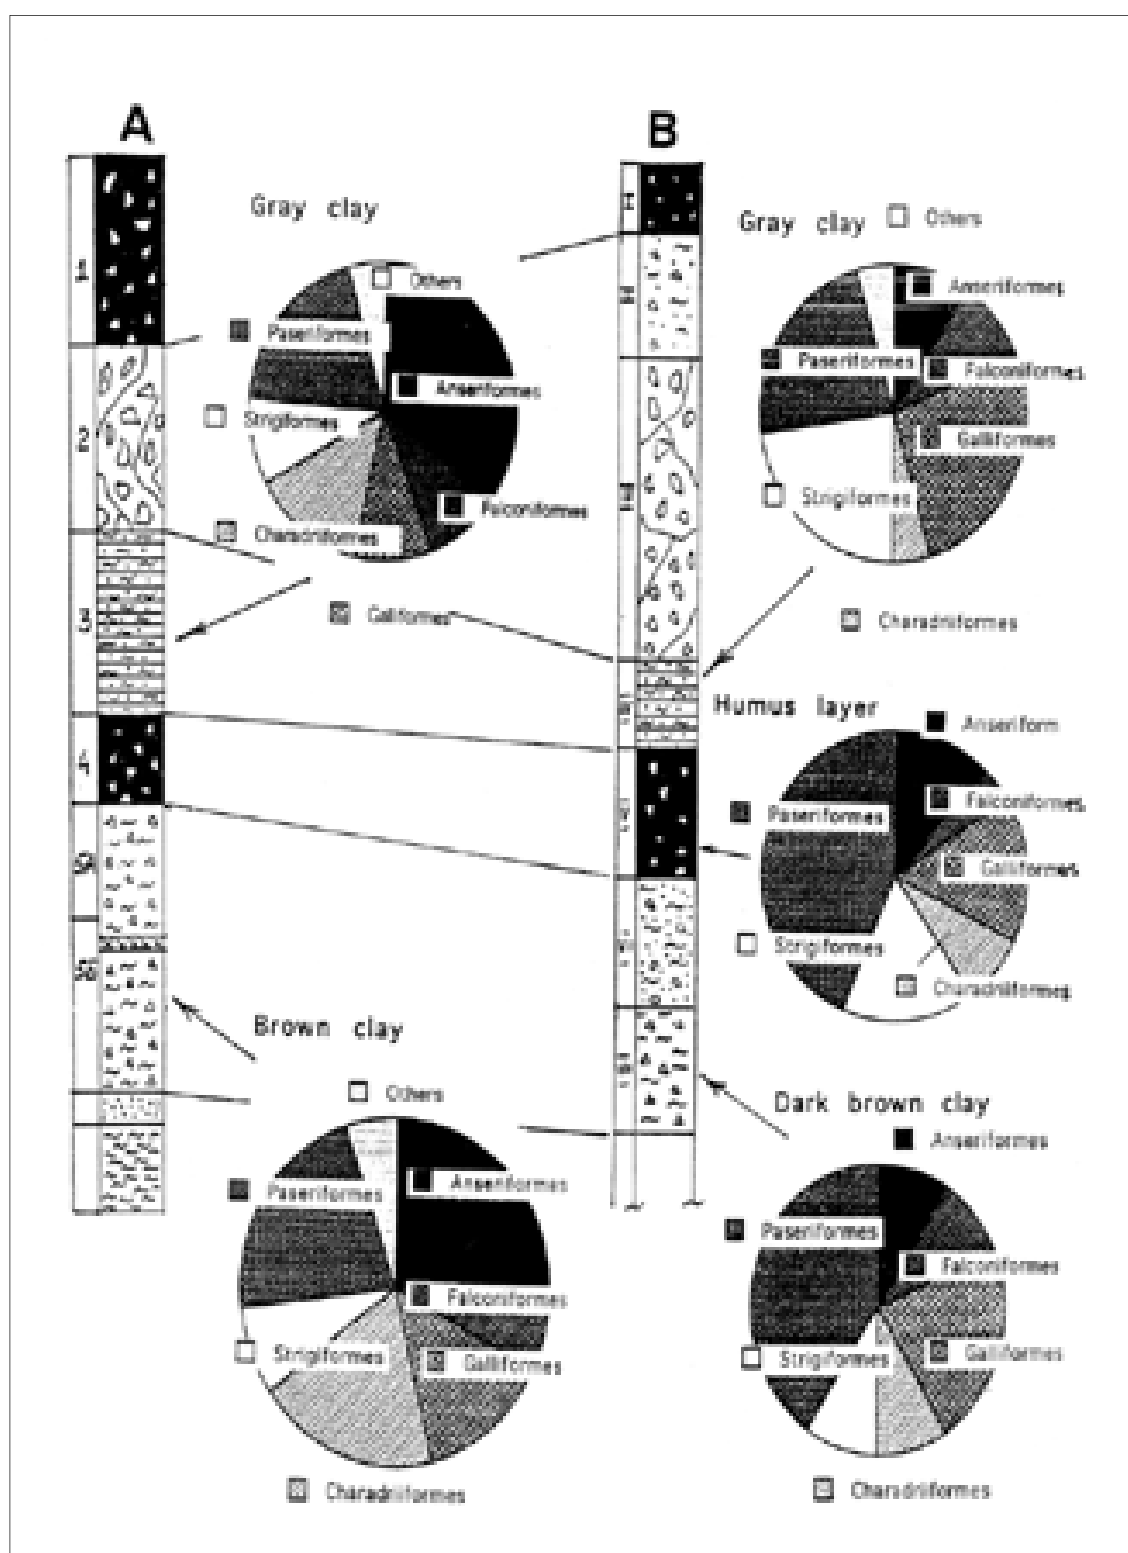 A
B
Gray clay
Others
Paseriformes
Anseriformes
Strigiformes
Falconiformes
Charadriiformes
Galliformes
1
2
3
4
5
Brown clay
Others
Paseriformes
Anseriformes
Falconiformes
Strigiformes
Galliformes
Charadriiformes
Gray clay
Others
Anseriformes
Paseriformes
Falconiformes
Galliformes
Strigiformes
Charadriiformes
Humus layer
Anseriform
Falconiformes
Paseriformes
Galliformes
Strigiformes
Charadriiformes
Dark brown clay
Anseriformes
Paseriformes
Falconiformes
Galliformes
Strigiformes
Charadriiformes